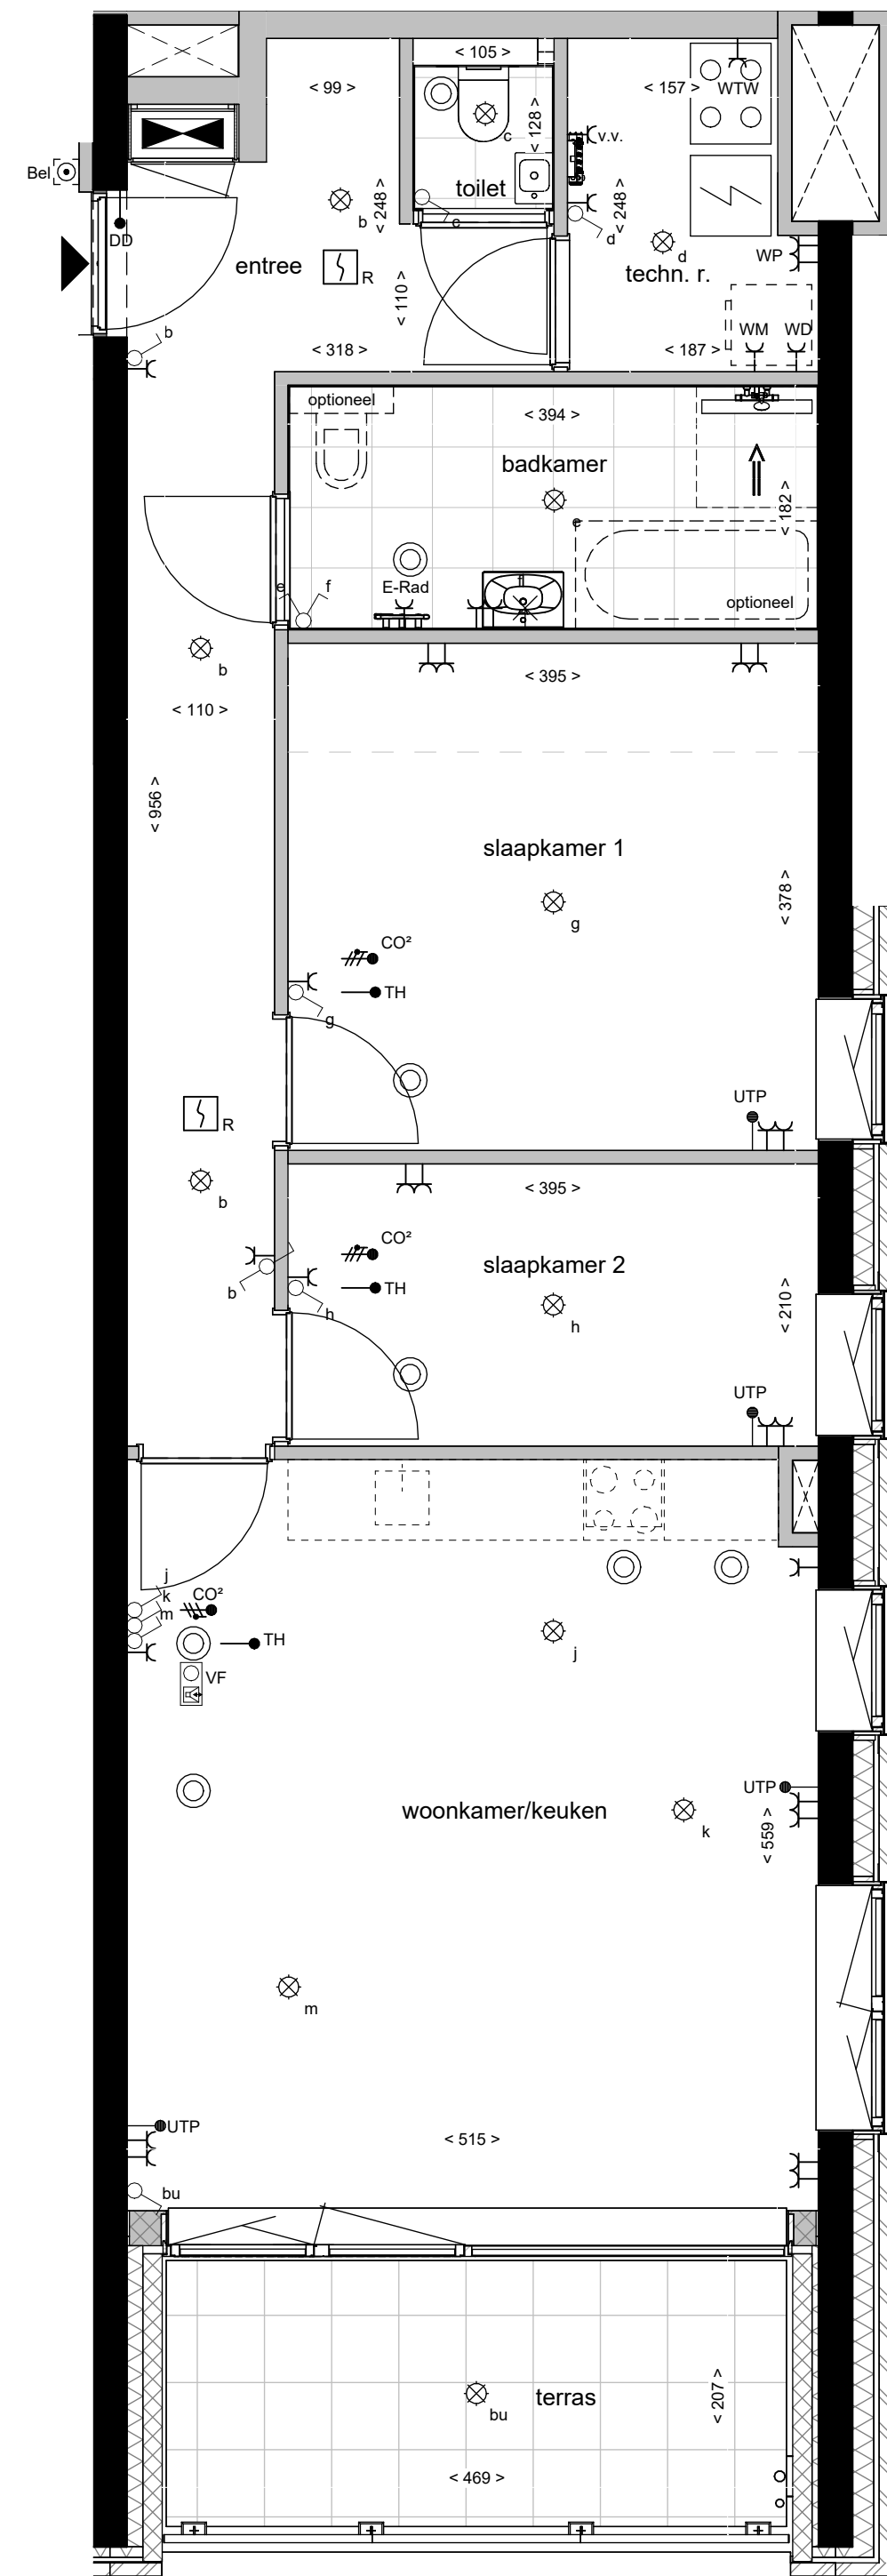 < 105 >
< 99 >
< 157 >
WTW
c
< 128 >
v.v.
Bel
toilet
b
< 248 >
c
< 248 >
d
DD
d
WP
entree
R
techn. r.
< 110 >
b
WM
WD
< 318 >
< 187 >
optioneel
< 394 >
badkamer
< 182 >
e
e
f
E-Rad
f
optioneel
b
< 395 >
< 110 >
< 956 >
slaapkamer 1
< 378 >
g
CO²
TH
g
UTP
R
b
< 395 >
CO²
slaapkamer 2
b
TH
h
h
< 210 >
UTP
j
k
CO²
m
TH
j
VF
UTP
woonkamer/keuken
k
< 559 >
m
UTP
< 515 >
bu
terras
bu
< 207 >
< 469 >